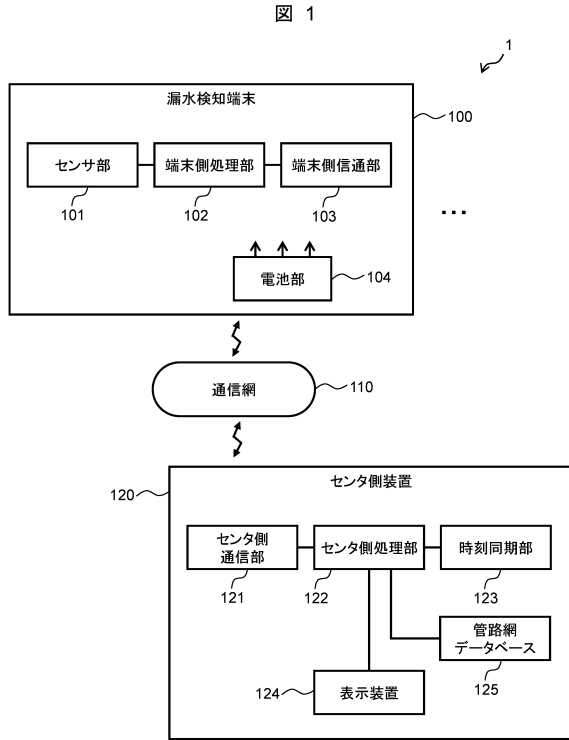 図 1
1
漏水検知端末
100
センサ部
端末側処理部
端末側信通部
101
102
103
...
電池部
104
通信網
110
センタ側装置
120
センタ側
通信部
センタ側処理部
時刻同期部
121
122
123
管路網
データベース
125
表示装置
124